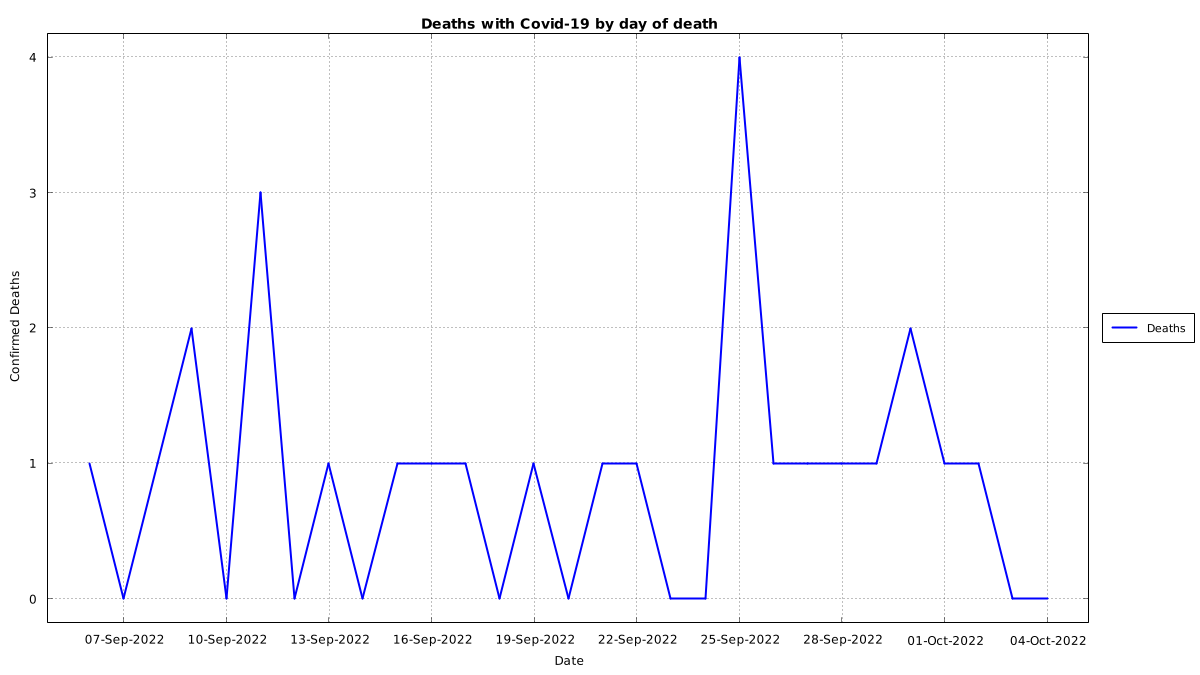 Deaths with Covid-19 by day of death
4
3
2
1
0
Confirmed Deaths
07-Sep-2022 10-Sep-2022 13-Sep-2022 16-Sep-2022 19-Sep-2022 22-Sep-2022 25-Sep-2022 28-Sep-2022 01-Oct-2022 04-Oct-2022
Date
Deaths